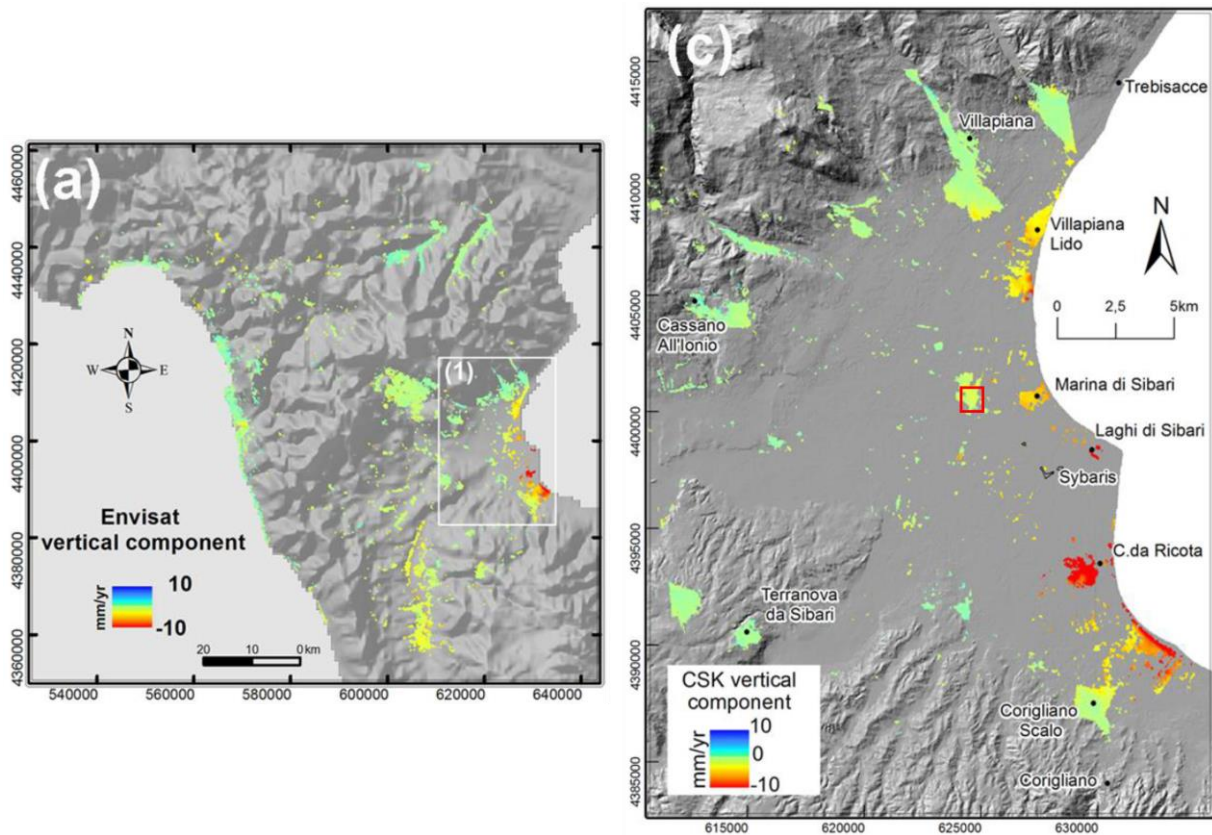 (a)
4460000
4440000
4420000
4400000
4380000
4360000
N
W
E
S
(1)
Envisat
vertical component
mm/yr
10
-10
20
10
0 km
540000
560000
580000
600000
620000
640000
(c)
4415000
4410000
4405000
4400000
4395000
4390000
4385000
Trebisacce
Villapiana
N
Villapiana
Lido
0
2,5
5km
Cassano
All'Ionio
Marina di Sibari
Laghi di Sibari
Sybaris
C.da Ricota
Terranova
da Sibari
CSK vertical
component
mm/yr
10
0
-10
Corigliano
Scalo
Corigliano
615000
620000
625000
630000